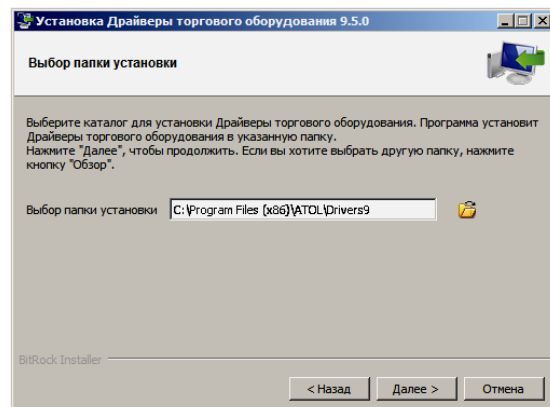 Установка Драйверы торгового оборудования 9.5.0
Выбор папки установки
Выберите каталог для установки Драйверы торгового оборудования. Программа установит
Драйверы торгового оборудования в указанную папку.
Нажмите "Далее", чтобы продолжить. Если вы хотите выбрать другую папку, нажмите
кнопку "Обзор".
Выбор папки установки C:\Program Files (x86)\ATOL\Drivers9
BitRock Installer
< Назад Далее > Отмена